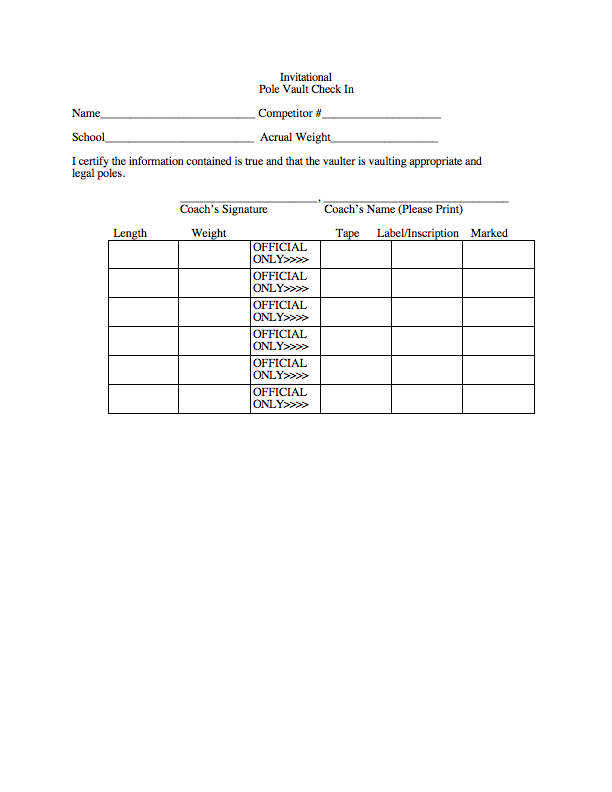 Invitational
Pole Vault Check In
Name__________________________ Competitor #____________________
School_________________________ Acrual Weight__________________
I certify the information contained is true and that the vaulter is vaulting appropriate and
legal poles.
_______________________, _______________________________
Coach's Signature Coach's Name (Please Print)
Length Weight Tape Label/Inscription Marked
OFFICIAL
ONLY>>>>
OFFICIAL
ONLY>>>>
OFFICIAL
ONLY>>>>
OFFICIAL
ONLY>>>>
OFFICIAL
ONLY>>>>
OFFICIAL
ONLY>>>>